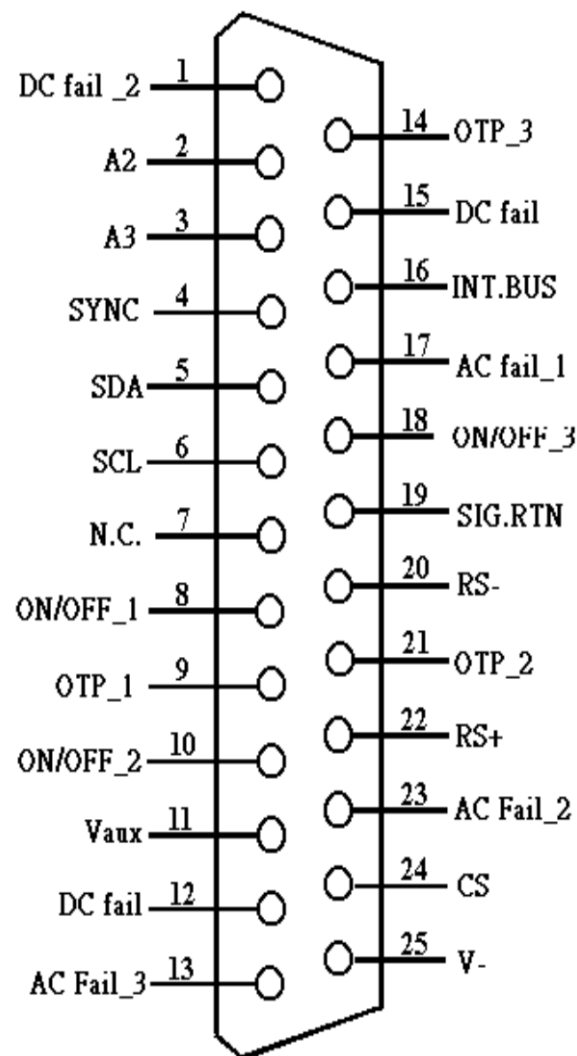 DC fail _2 1
14 OTP_3
A2 2
15 DC fail
A3 3
16 INT.BUS
SYNC 4
17 AC fail_1
SDA 5
18 ON/OFF_3
SCL 6
19 SIG.RTN
N.C. 7
20 RS-
ON/OFF_1 8
21 OTP_2
OTP_1 9
22 RS+
ON/OFF_2 10
23 AC Fail_2
Vaux 11
24 CS
DC fail 12
25 V-
AC Fail_3 13